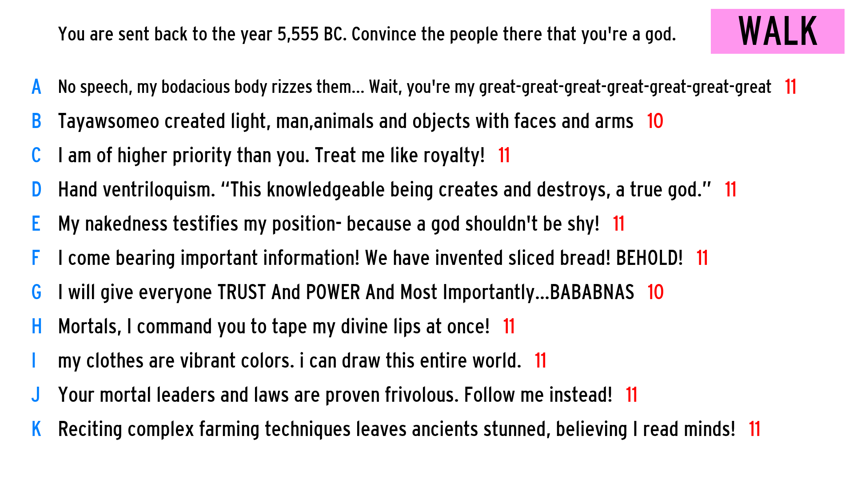 You are sent back to the year 5,555 BC. Convince the people there that you're a god.
WALK
A No speech, my bodacious body rizzes them... Wait, you're my great-great-great-great-great-great-great 11
B Tayawsomeo created light, man,animals and objects with faces and arms 10
C I am of higher priority than you. Treat me like royalty! 11
D Hand ventriloquism. “This knowledgeable being creates and destroys, a true god.” 11
E My nakedness testifies my position- because a god shouldn't be shy! 11
F I come bearing important information! We have invented sliced bread! BEHOLD! 11
G I will give everyone TRUST And POWER And Most Importantly...BABABNAS 10
H Mortals, I command you to tape my divine lips at once! 11
I my clothes are vibrant colors. i can draw this entire world. 11
J Your mortal leaders and laws are proven frivolous. Follow me instead! 11
K Reciting complex farming techniques leaves ancients stunned, believing I read minds! 11